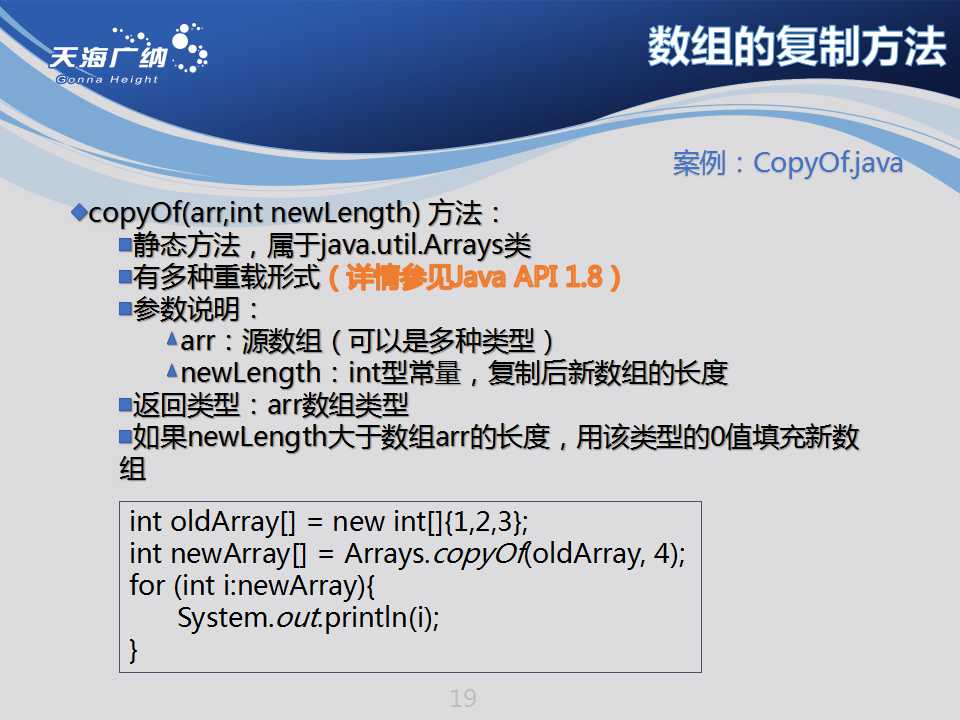 天海广纳
Gonna Height
数组的复制方法
案例：CopyOf.java
copyOf(arr,int newLength) 方法：
静态方法，属于java.util.Arrays类
有多种重载形式（详情参见Java API 1.8）
参数说明：
arr：源数组（可以是多种类型）
newLength：int型常量，复制后新数组的长度
返回类型：arr数组类型
如果newLength大于数组arr的长度，用该类型的0值填充新数
组
int oldArray[] = new int[]{1,2,3};
int newArray[] = Arrays.copyOf(oldArray, 4);
for (int i:newArray){
System.out.println(i);
}
19